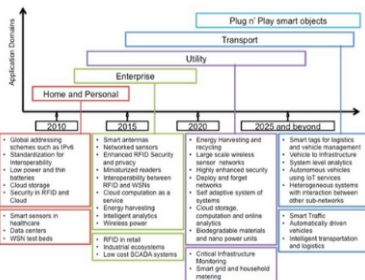 Plug n' Play smart objects
Transport
Utility
Enterprise
Home and Personal
Application Domains
2010
2015
2020
2025 and beyond
Global addressing
schemes such as IPv6
Standardization for
Interoperability
Low power and thin
batteries
Cloud storage
Security in RFID and
Cloud
Smart sensors in
healthcare
Data centers
WSN test beds
Smart antennas
Networked sensors
Enhanced RFID Security
and privacy
Miniaturized readers
Interoperability between
RFID and WSNs
Cloud computation as a
service
Energy harvesting
Intelligent analytics
Wireless power
RFID in retail
Industrial ecosystems
Low cost SCADA systems
Energy Harvesting and
recycling
Large scale wireless
sensor networks
Highly enhanced security
Deploy and forget
networks
Self adaptive system of
systems
Cloud storage,
computation and online
analytics
Biodegradable materials
and nano power units
Critical Infrastructure
Monitoring
Smart grid and household
metering
Smart tags for logistics
and vehicle management
Vehicle to Infrastructure
System level analytics
Autonomous vehicles
using IoT services
Heterogeneous systems
with interaction between
other sub-networks
Smart Traffic
Automatically driven
vehicles
Intelligent transportation
and logistics